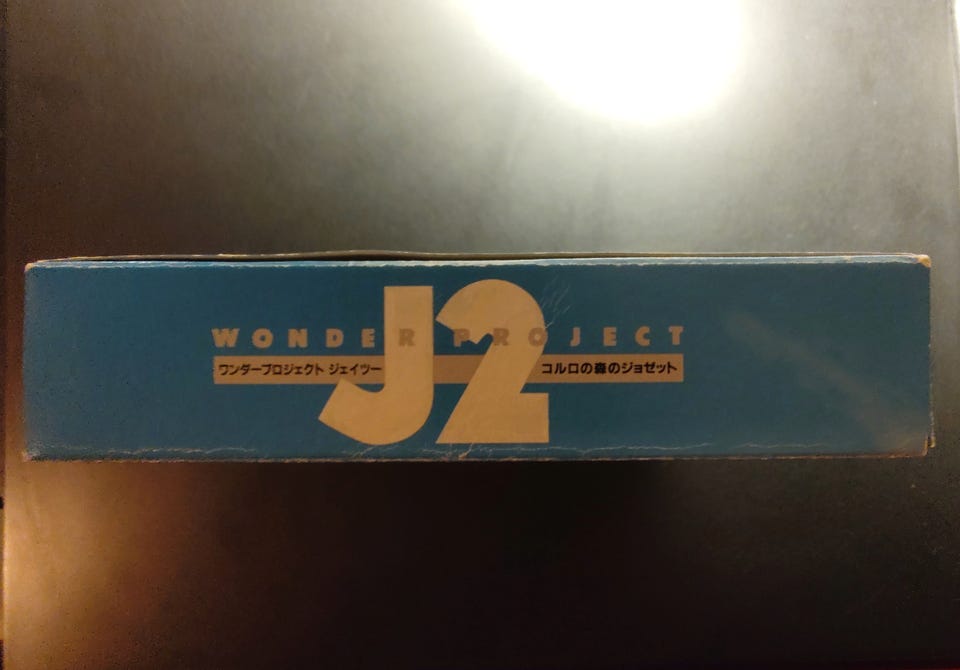 WONDER PROJECT
J2
ワンダープロジェクト ジェイツー
コルロの森のジョゼット